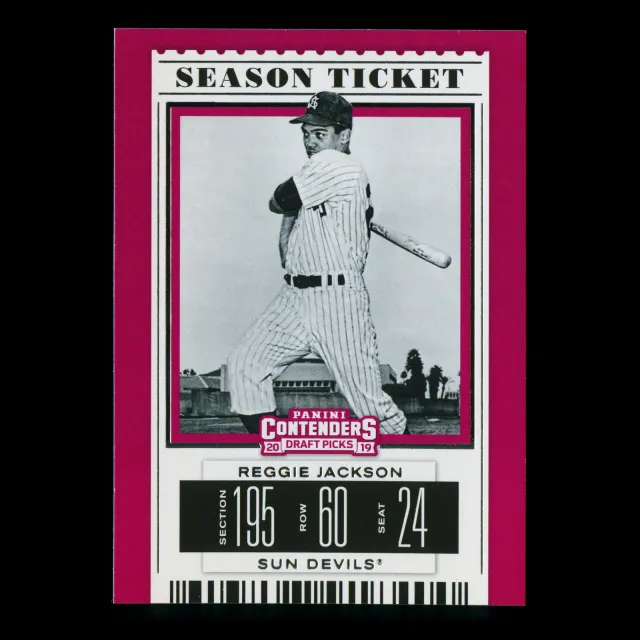 SEASON TICKET
PANINI
CONTENDERS
20 DRAFT PICKS 19
REGGIE JACKSON
SECTION 195 ROW 60 SEAT 24
SUN DEVILS®